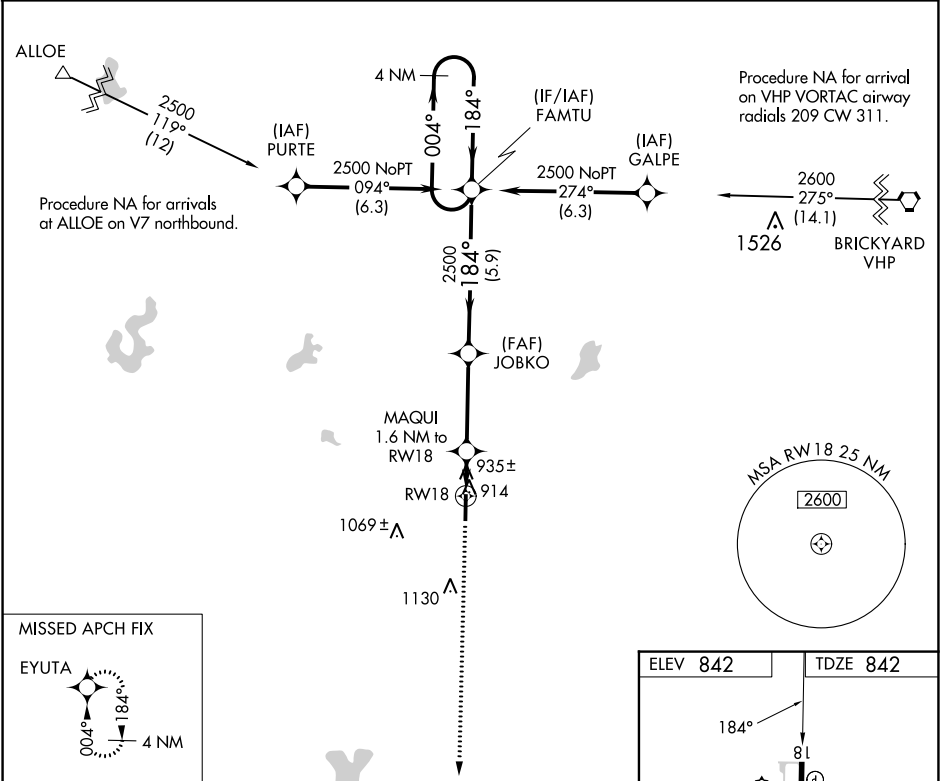 ALLOE
2500
119°
(12)
(IAF)
PURTE
2500 NoPT
094°
(6.3)
Procedure NA for arrivals
at ALLOE on V7 northbound.
4 NM
004°
184°
(IF/IAF)
FAMTU
(IAF)
GALPE
2500 NoPT
274°
(6.3)
Procedure NA for arrival
on VHP VORTAC airway
radials 209 CW 311.
2600
275°
(14.1)
1526
BRICKYARD
VHP
2500
184°
(5.9)
(FAF)
JOBKO
MAQUI
1.6 NM to
RW18
935±
RW18
914
1069±
1130
MSA RW18 25 NM
2600
MISSED APCH FIX
EYUTA
004°
184°
4 NM
ELEV 842
TDZE 842
184°
18
P